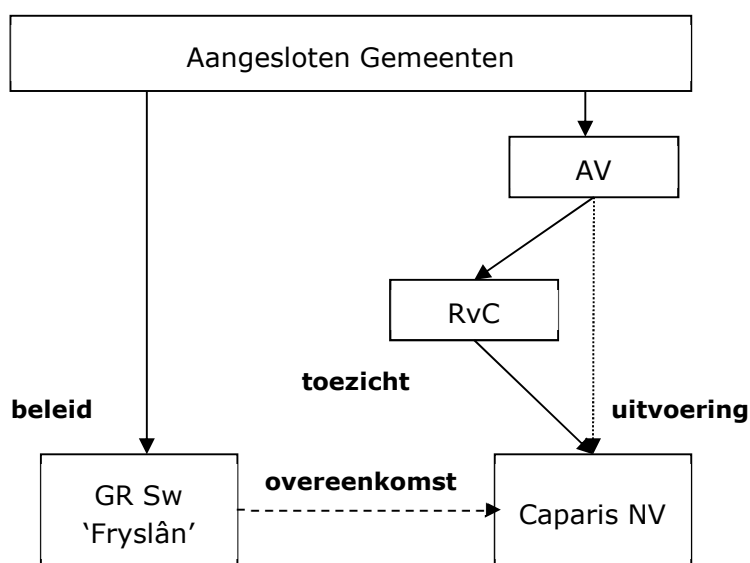 Aangesloten Gemeenten
AV
RvC
toezicht
beleid
uitvoering
GR Sw
‘Fryslân’
overeenkomst
Caparis NV